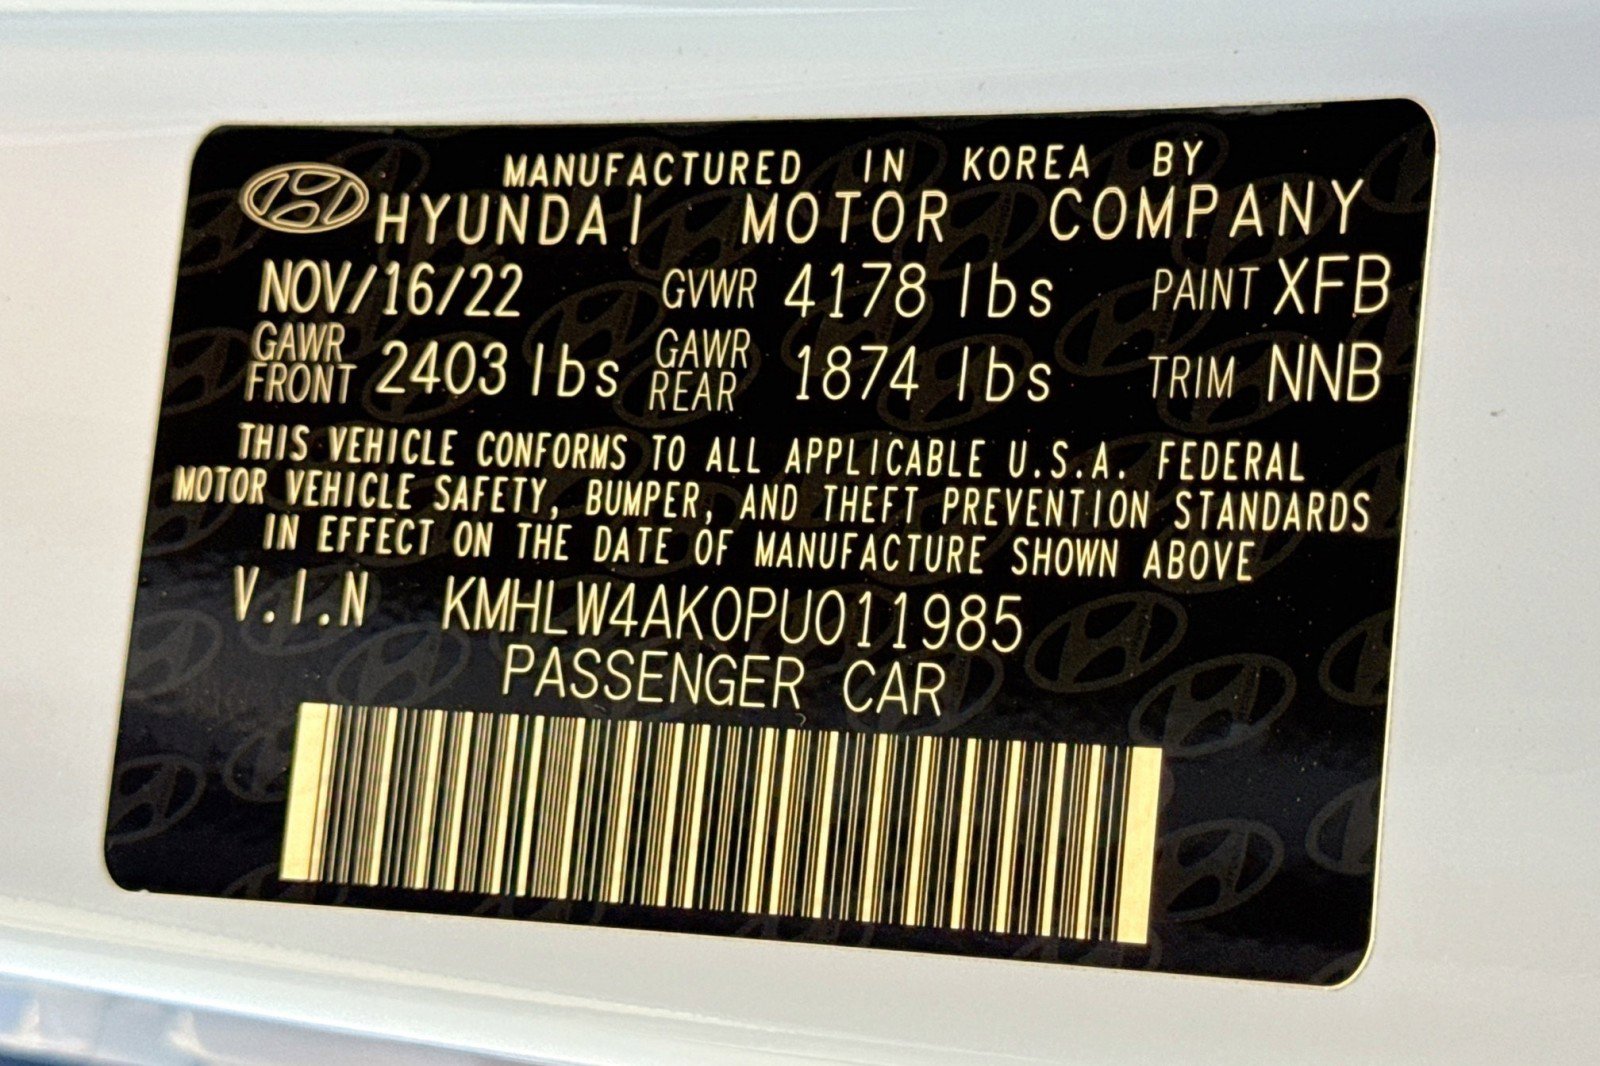 MANUFACTURED IN KOREA BY
HYUNDAI MOTOR COMPANY
NOV/16/22 GVWR 4178 lbs PAINT XFB
GAWR FRONT 2403 lbs GAWR REAR 1874 lbs TRIM NNB
THIS VEHICLE CONFORMS TO ALL APPLICABLE U.S.A. FEDERAL
MOTOR VEHICLE SAFETY, BUMPER, AND THEFT PREVENTION STANDARDS
IN EFFECT ON THE DATE OF MANUFACTURE SHOWN ABOVE
V.I.N KMHLW4AK0PU011985
PASSENGER CAR